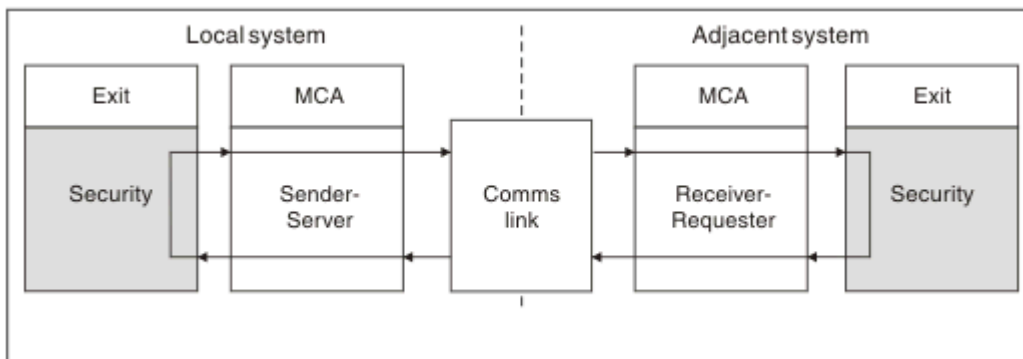 Local system
Adjacent system
Exit
MCA
MCA
Exit
Security
Sender-
Server
Comms
link
Receiver-
Requester
Security